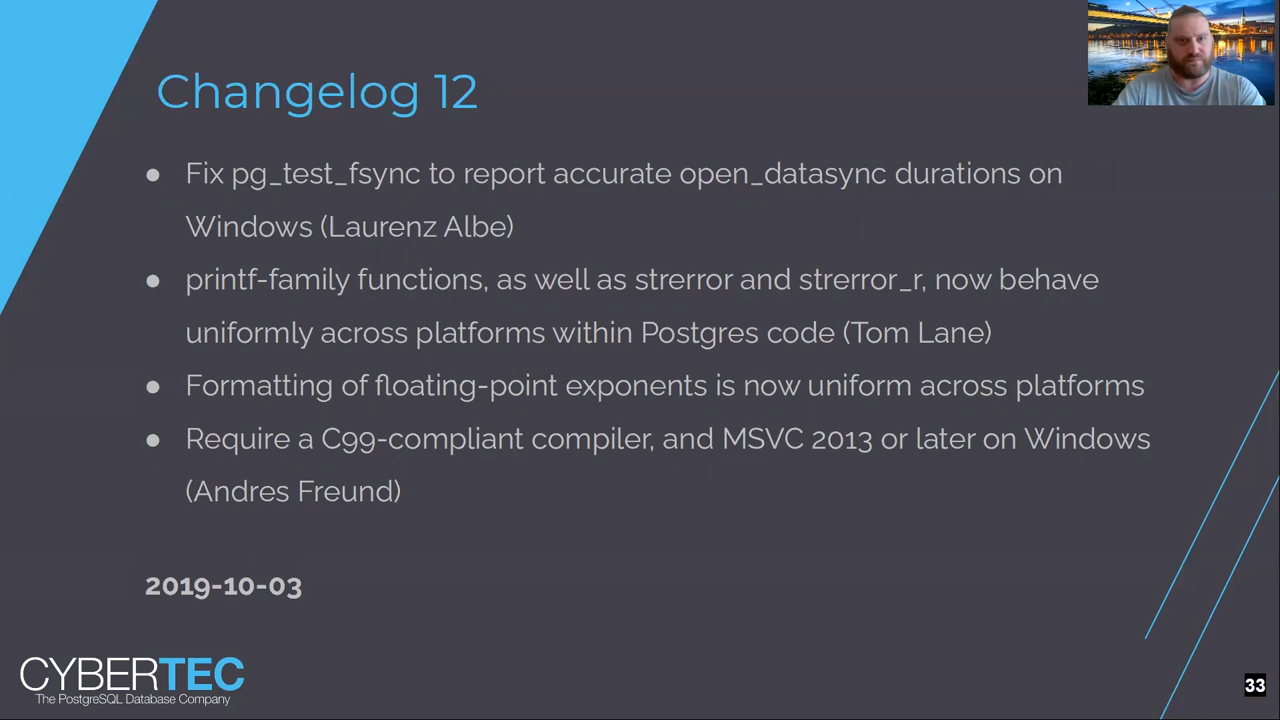 Changelog 12
● Fix pg_test_fsync to report accurate open_datasync durations on
Windows (Laurenz Albe)
● printf-family functions, as well as strerror and strerror_r, now behave
uniformly across platforms within Postgres code (Tom Lane)
● Formatting of floating-point exponents is now uniform across platforms
● Require a C99-compliant compiler, and MSVC 2013 or later on Windows
(Andres Freund)
2019-10-03
CYBERTEC
The PostgreSQL Database Company
33